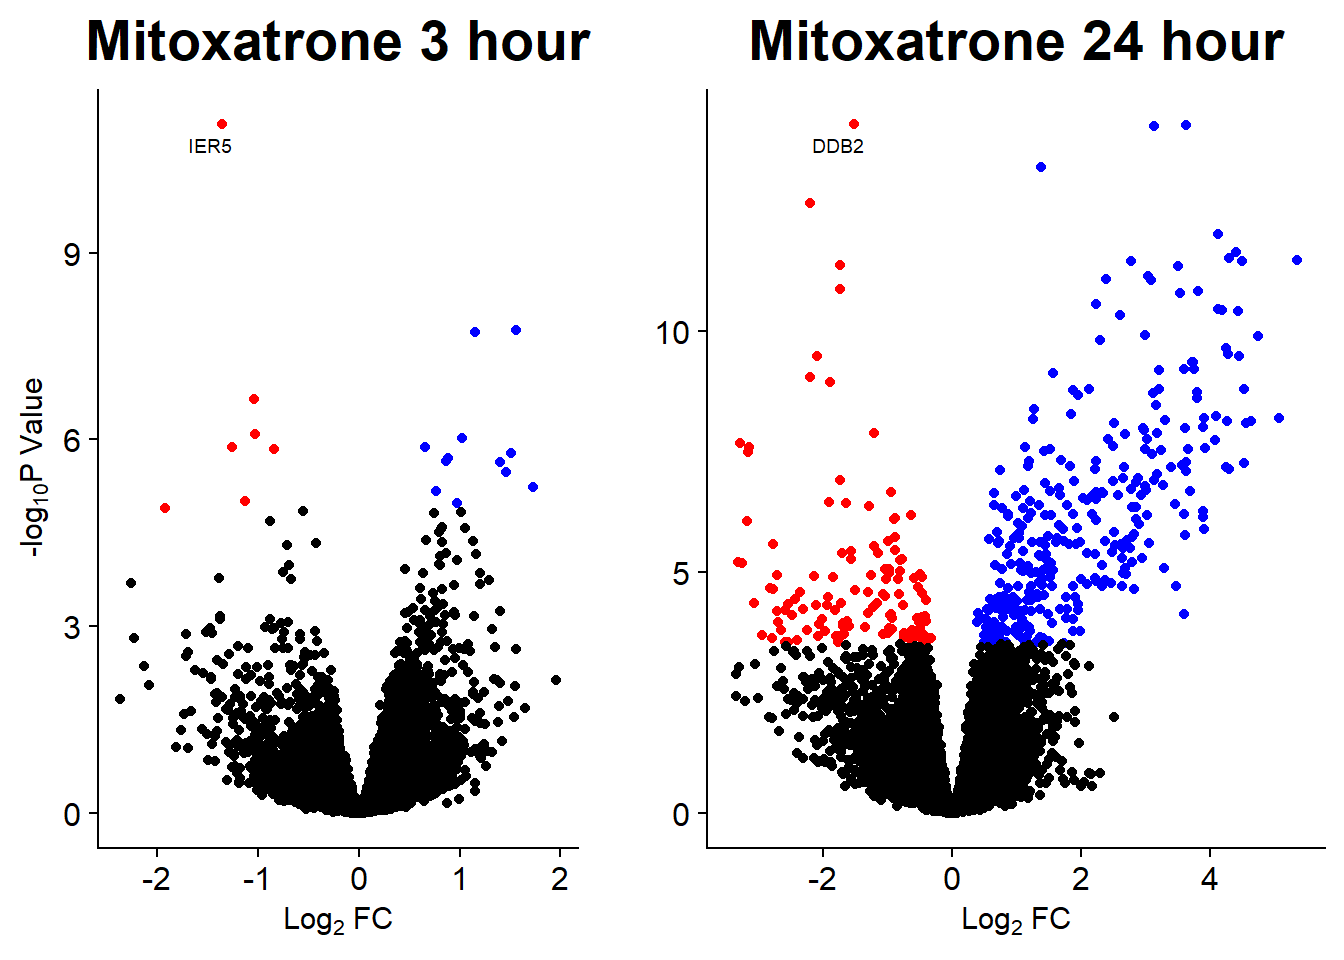 Mitoxatrone 3 hour
IER5
9
6
3
0
-log₁₀P Value
-2 -1 0 1 2
Log₂ FC
Mitoxatrone 24 hour
DDB2
10
5
0
-2 0 2 4
Log₂ FC